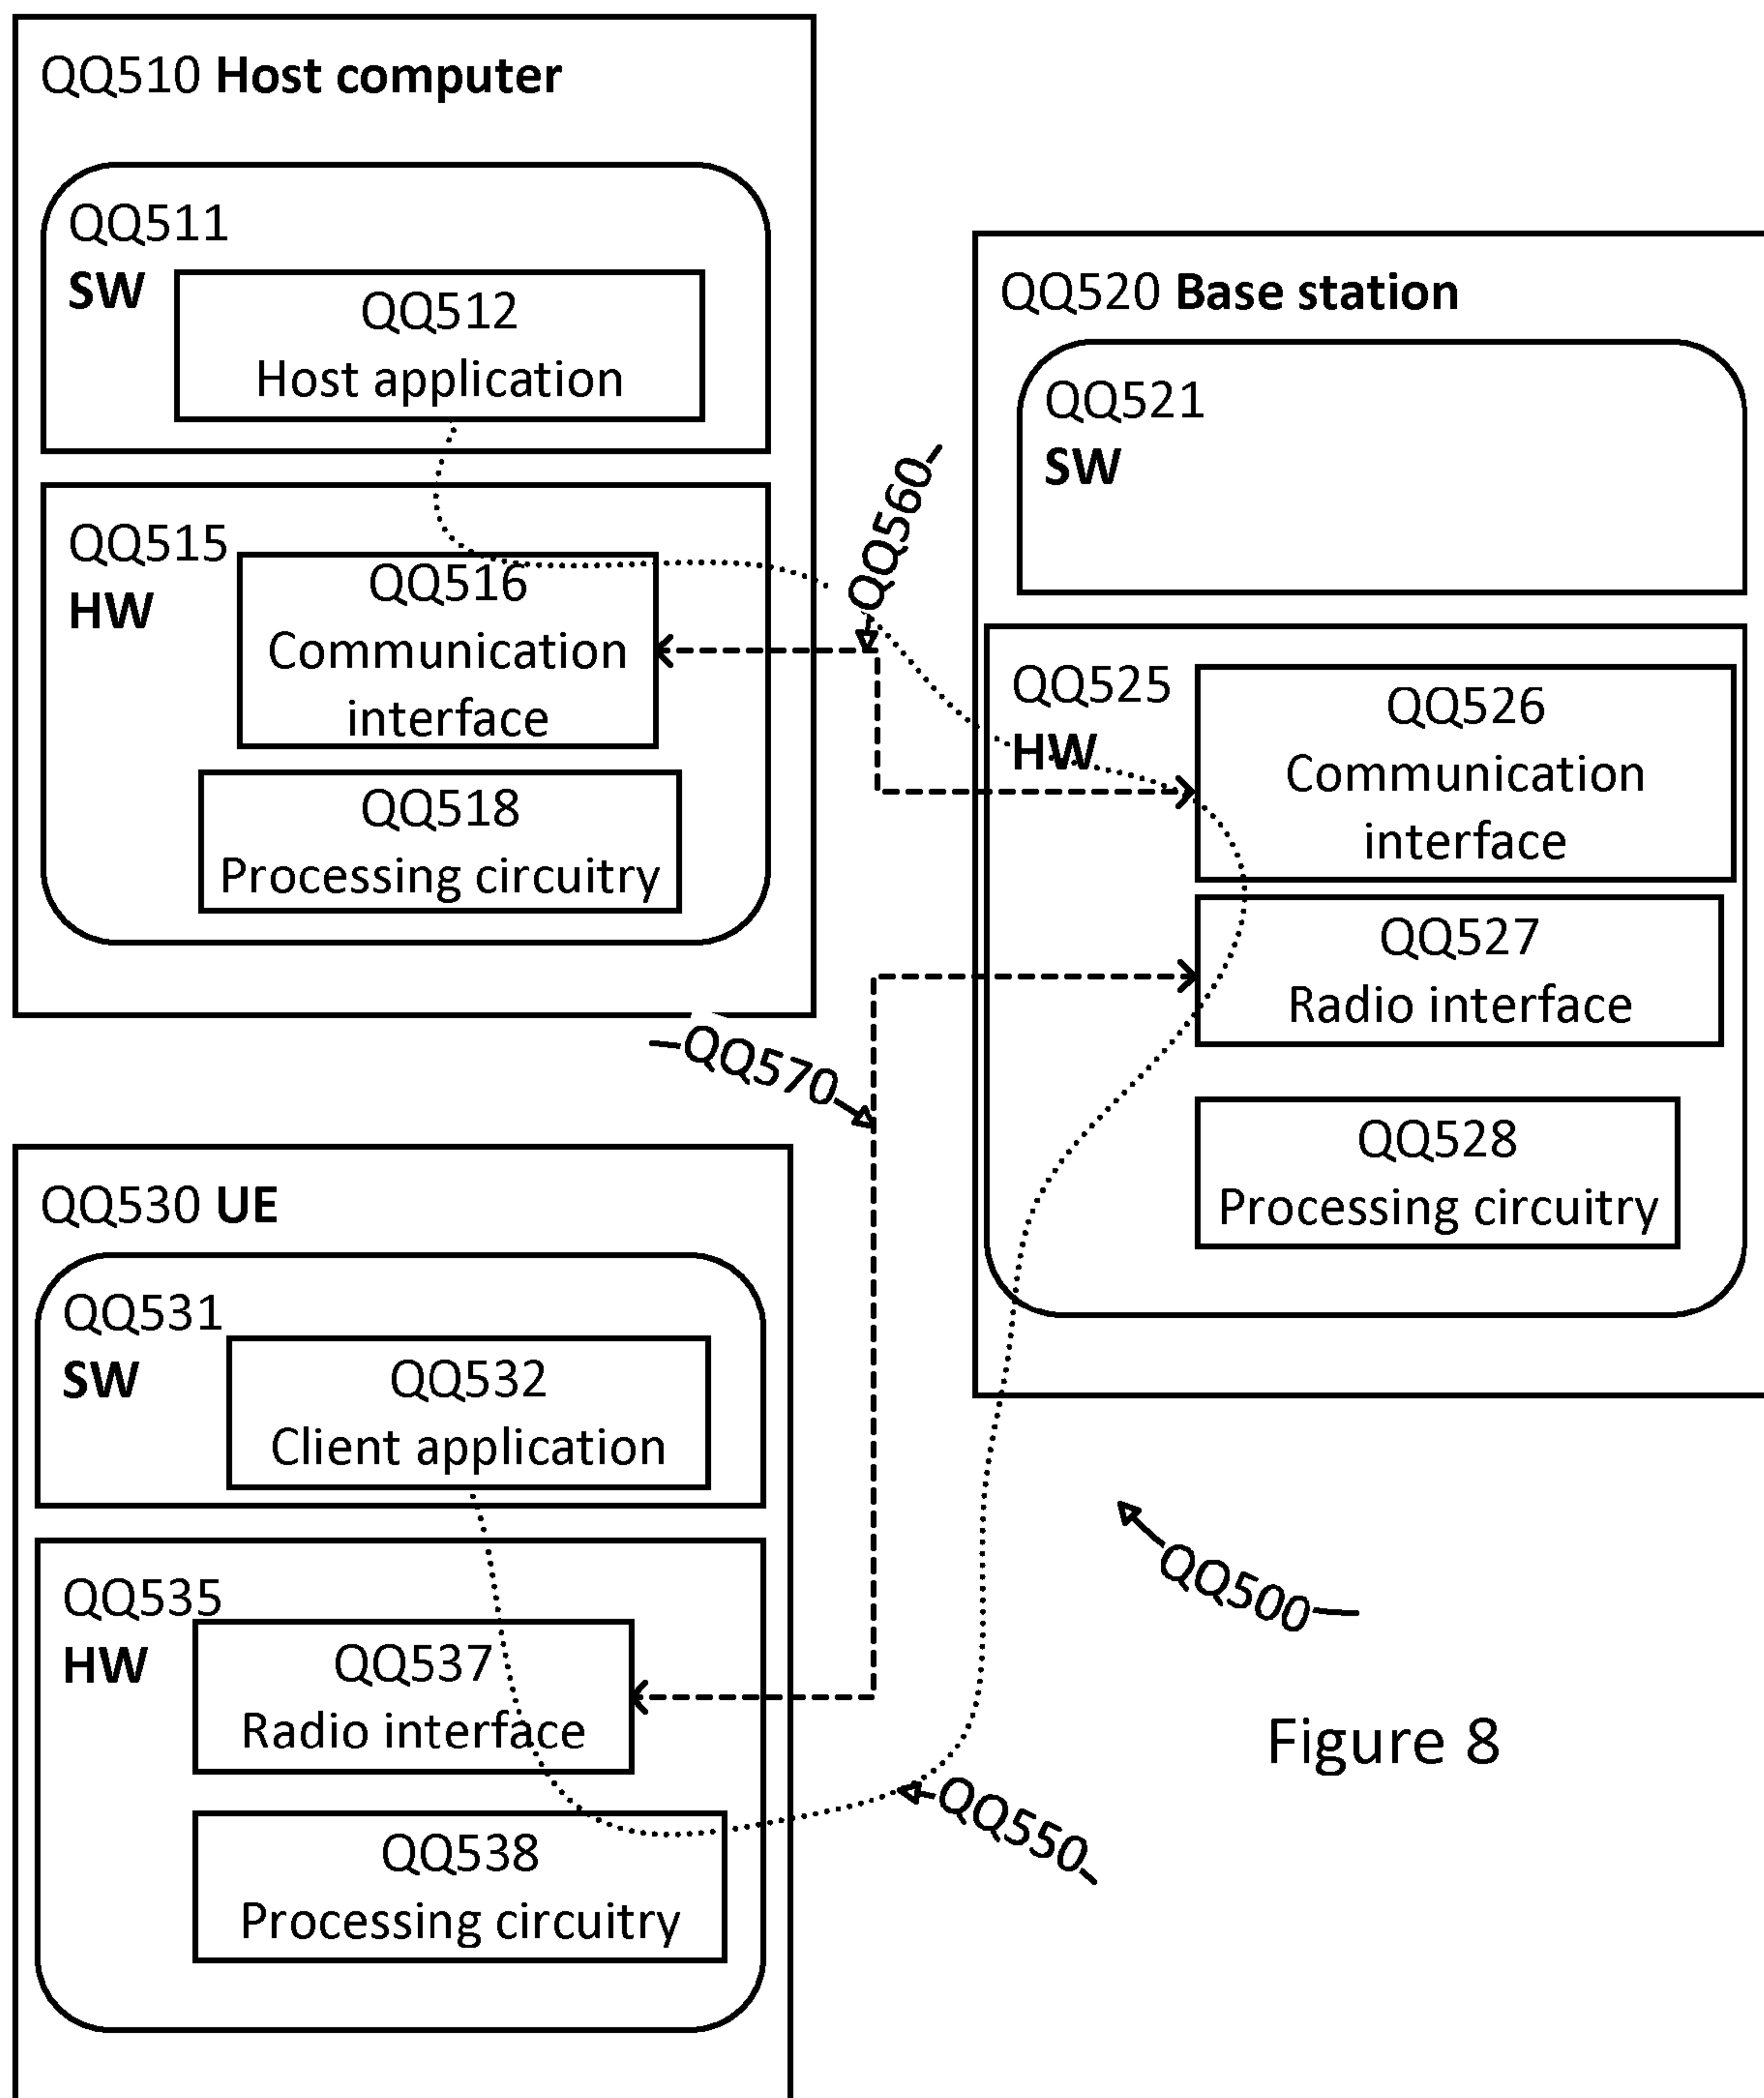 QQ510 Host computer
QQ511
SW
QQ512
Host application
QQ515
HW
QQ516
Communication
interface
QQ518
Processing circuitry
QQ560
QQ520 Base station
QQ521
SW
QQ525
HW
QQ526
Communication
interface
QQ527
Radio interface
QQ528
Processing circuitry
QQ570
QQ530 UE
QQ531
SW
QQ532
Client application
QQ535
HW
QQ537
Radio interface
QQ538
Processing circuitry
QQ500
QQ550
Figure 8